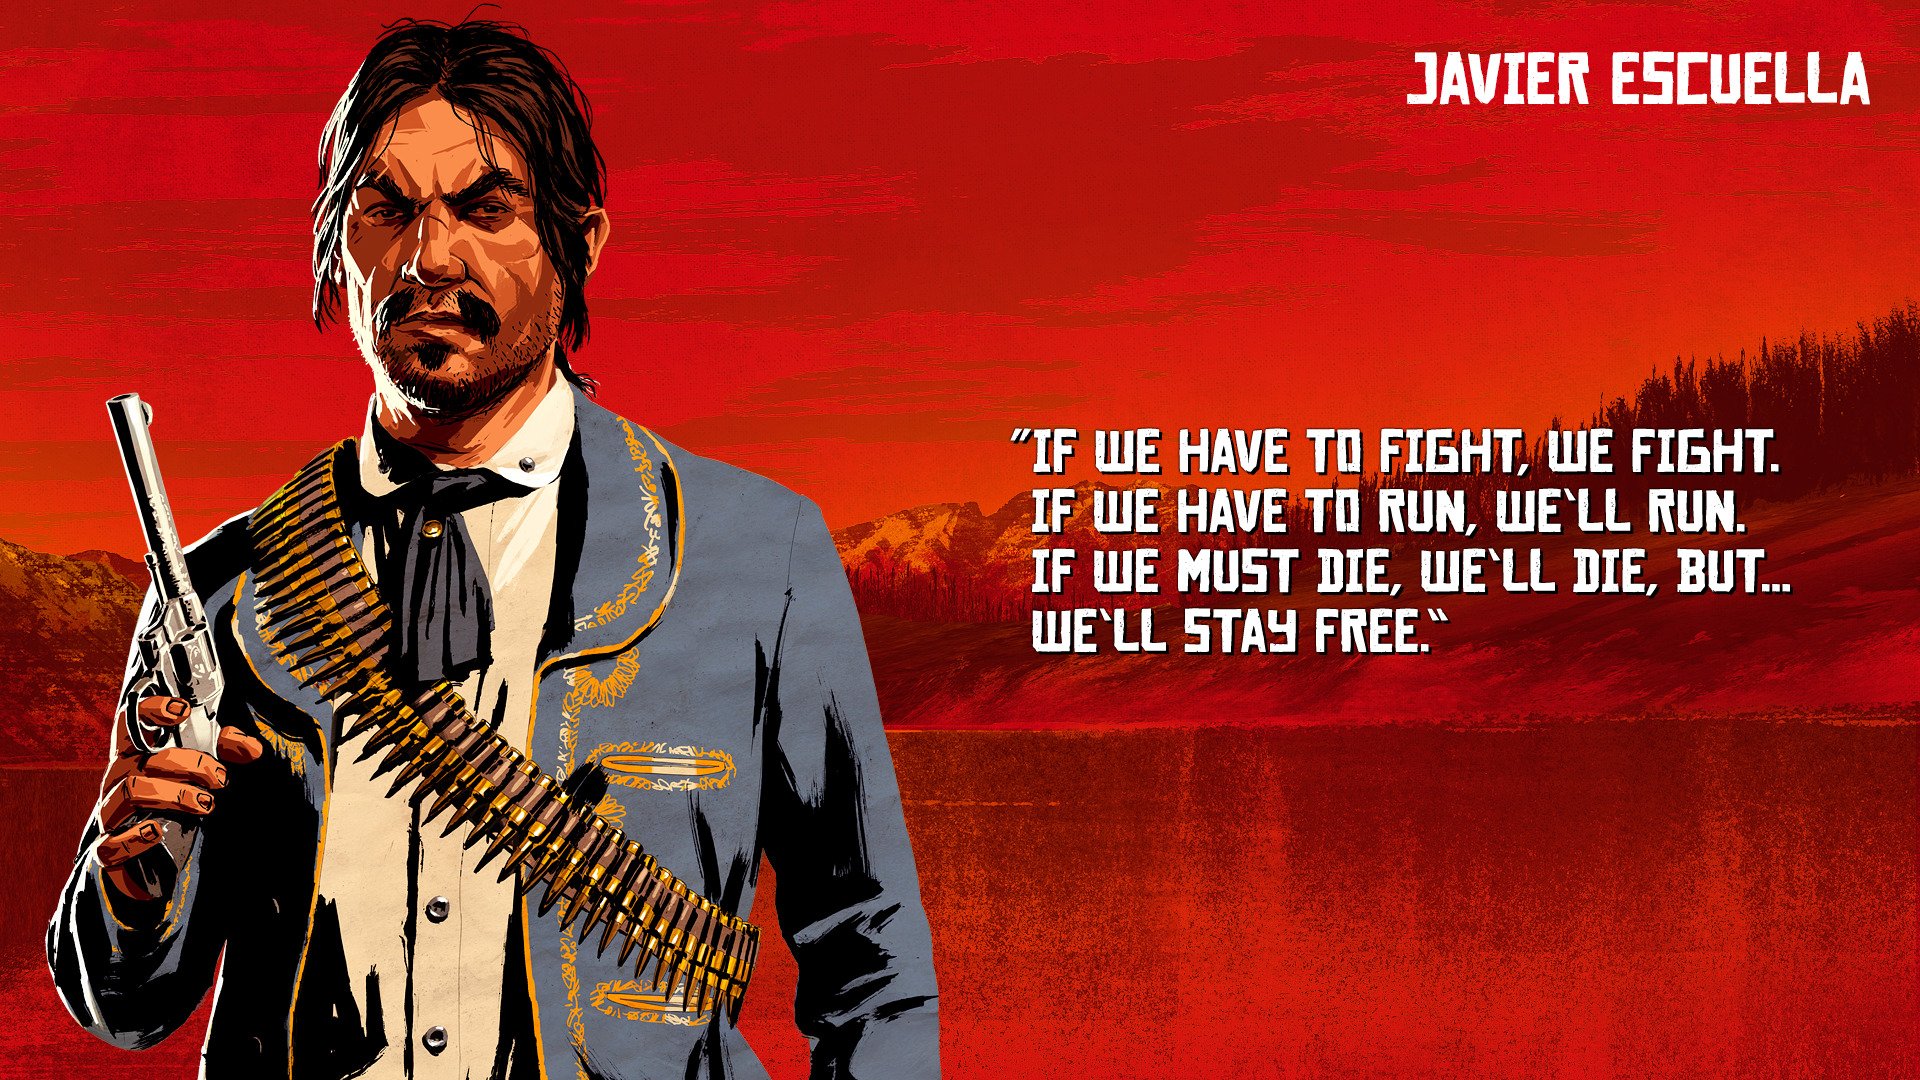 JAVIER ESCUELLA
"IF WE HAVE TO FIGHT, WE FIGHT.
IF WE HAVE TO RUN, WE`LL RUN.
IF WE MUST DIE, WE`LL DIE, BUT...
WE`LL STAY FREE.“